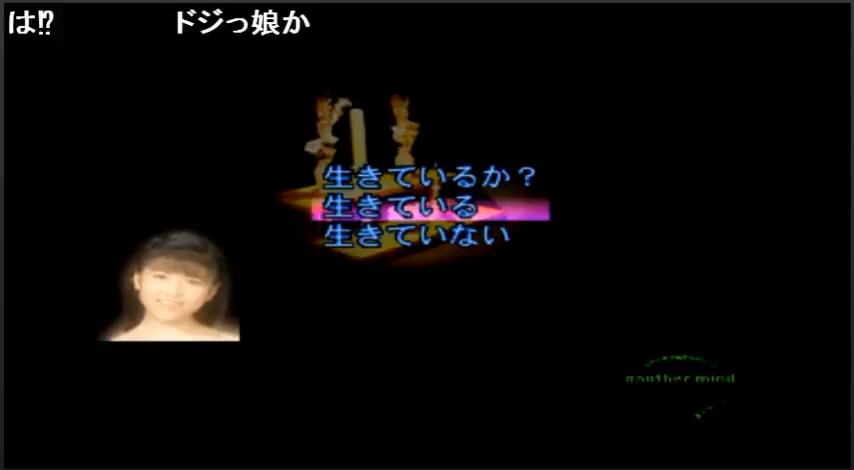 は!? ドジっ娘か
生きているか？
生きている
生きていない
another mind